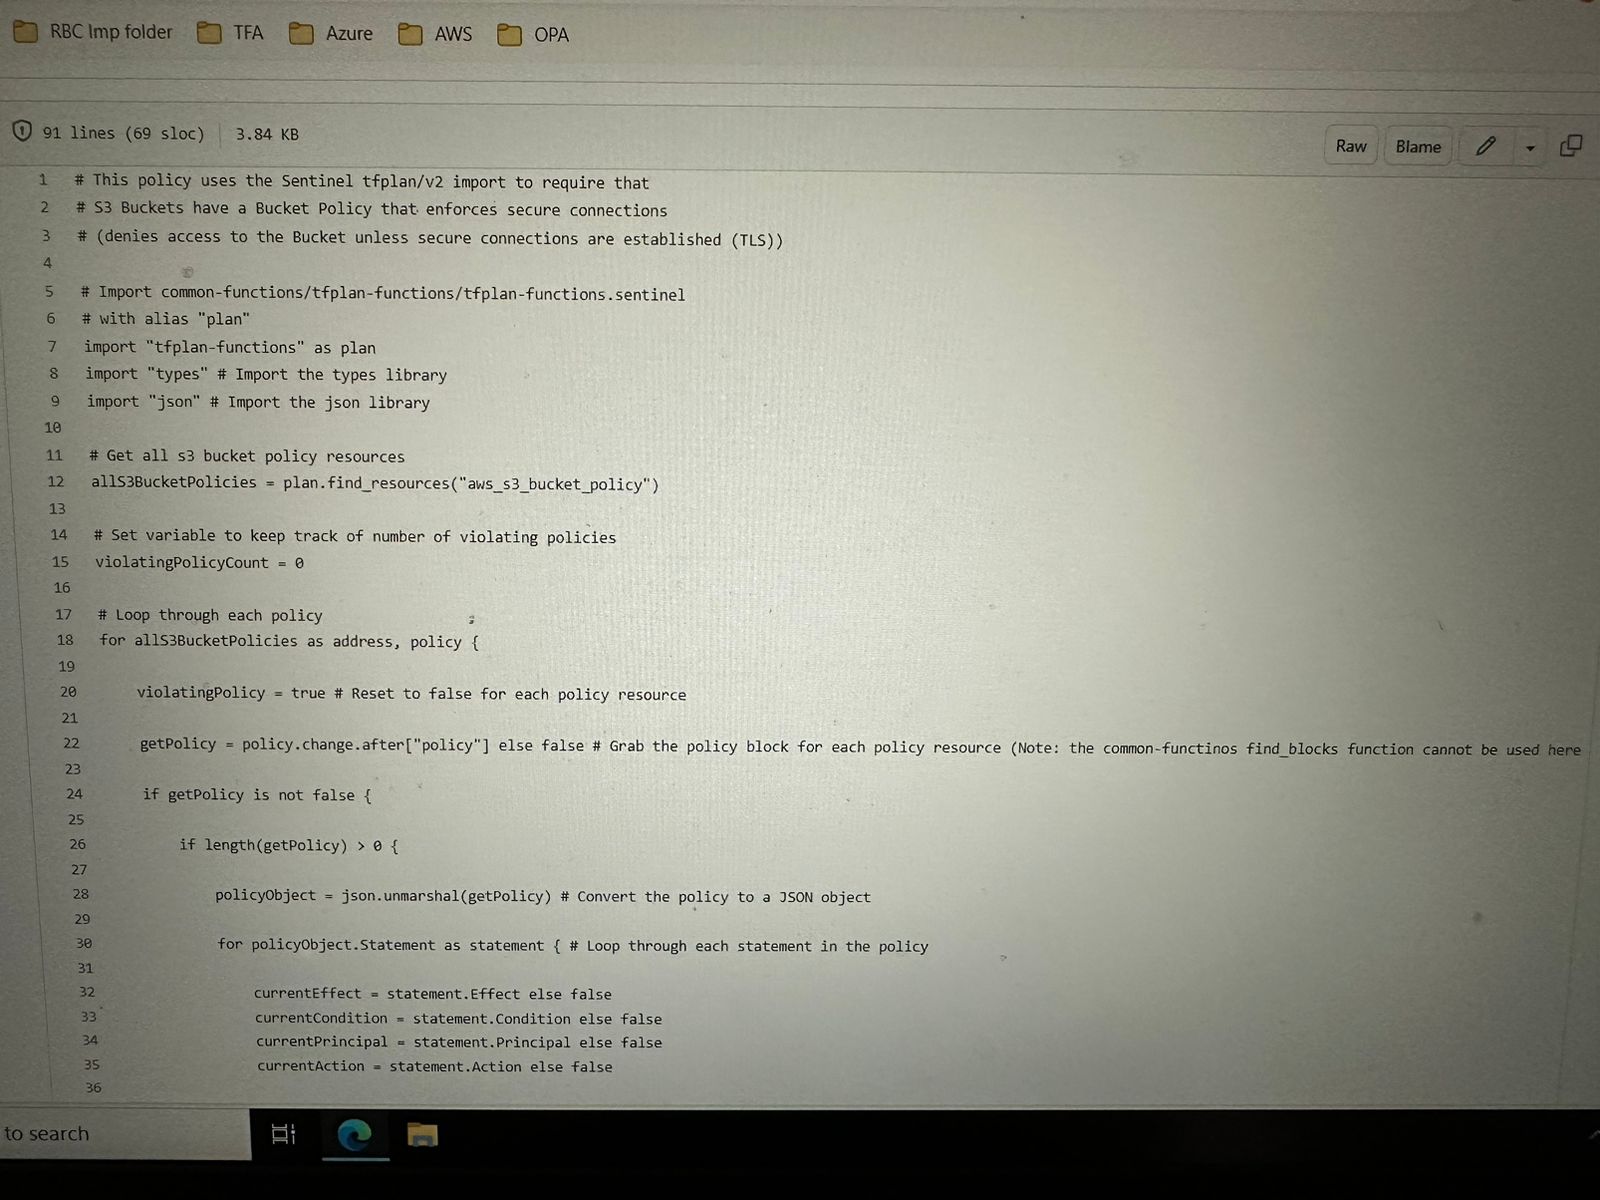 RBC Imp folder TFA Azure AWS OPA
91 lines (69 sloc) 3.84 KB
Raw Blame
1 # This policy uses the Sentinel tfplan/v2 import to require that
2 # S3 Buckets have a Bucket Policy that enforces secure connections
3 # (denies access to the Bucket unless secure connections are established (TLS))
4
5 # Import common-functions/tfplan-functions/tfplan-functions.sentinel
6 # with alias "plan"
7 import "tfplan-functions" as plan
8 import "types" # Import the types library
9 import "json" # Import the json library
10
11 # Get all s3 bucket policy resources
12 allS3BucketPolicies = plan.find_resources("aws_s3_bucket_policy")
13
14 # Set variable to keep track of number of violating policies
15 violatingPolicyCount = 0
16
17 # Loop through each policy
18 for allS3BucketPolicies as address, policy {
19
20 violatingPolicy = true # Reset to false for each policy resource
21
22 getPolicy = policy.change.after["policy"] else false # Grab the policy block for each policy resource (Note: the common-functinos find_blocks function cannot be used here
23
24 if getPolicy is not false {
25
26 if length(getPolicy) > 0 {
27
28 policyObject = json.unmarshal(getPolicy) # Convert the policy to a JSON object
29
30 for policyObject.Statement as statement { # Loop through each statement in the policy
31
32 currentEffect = statement.Effect else false
33 currentCondition = statement.Condition else false
34 currentPrincipal = statement.Principal else false
35 currentAction = statement.Action else false
36
to search